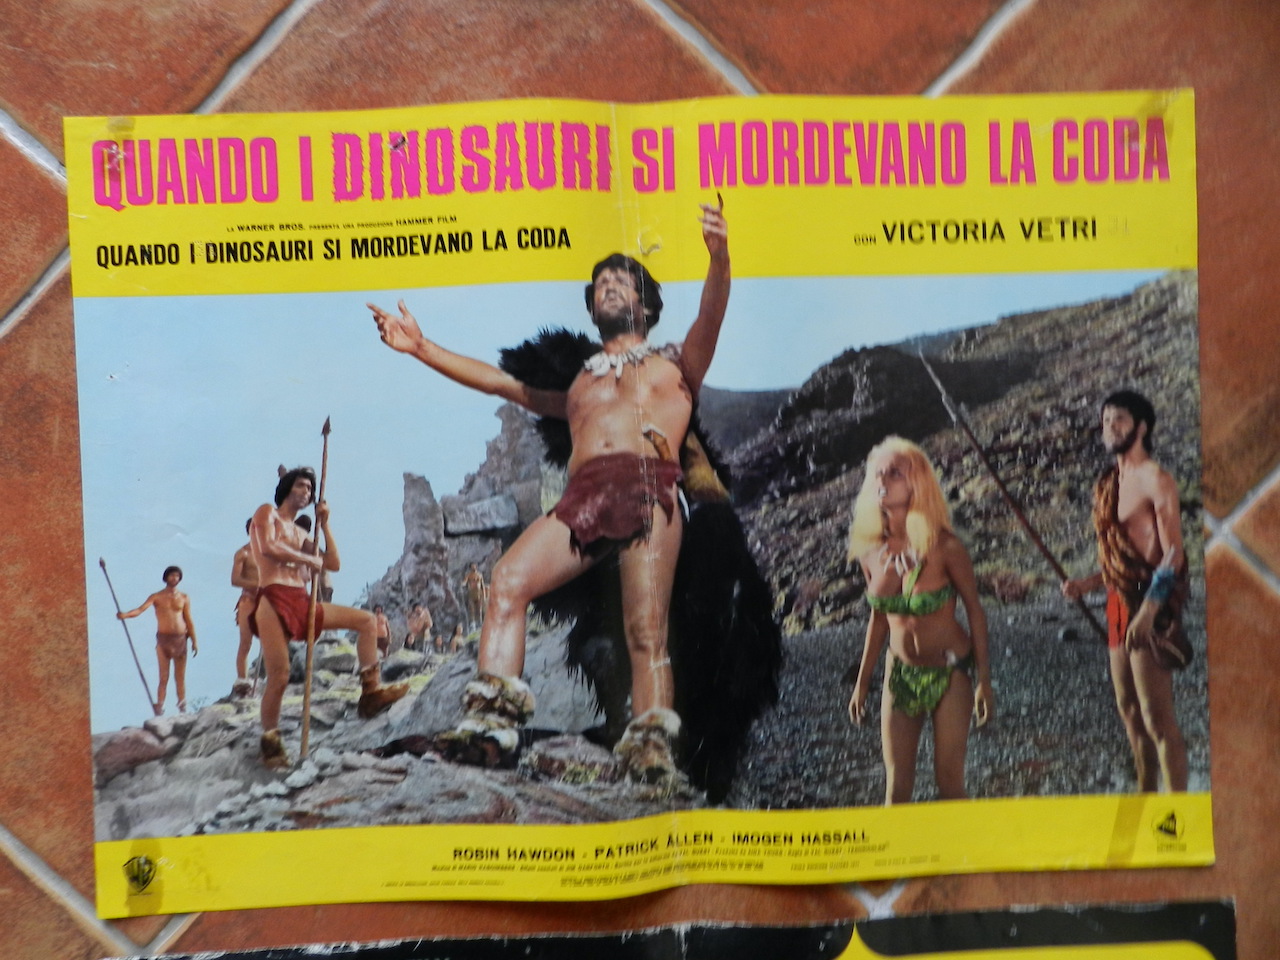 QUANDO I DINOSAURI SI MORDEVANO LA CODA
LA WARNER BROS. PRESENTA UNA PRODUZIONE HAMMER FILM
QUANDO I DINOSAURI SI MORDEVANO LA CODA
CON VICTORIA VETRI
ROBIN HAWDON - PATRICK ALLEN - IMOGEN HASSALL